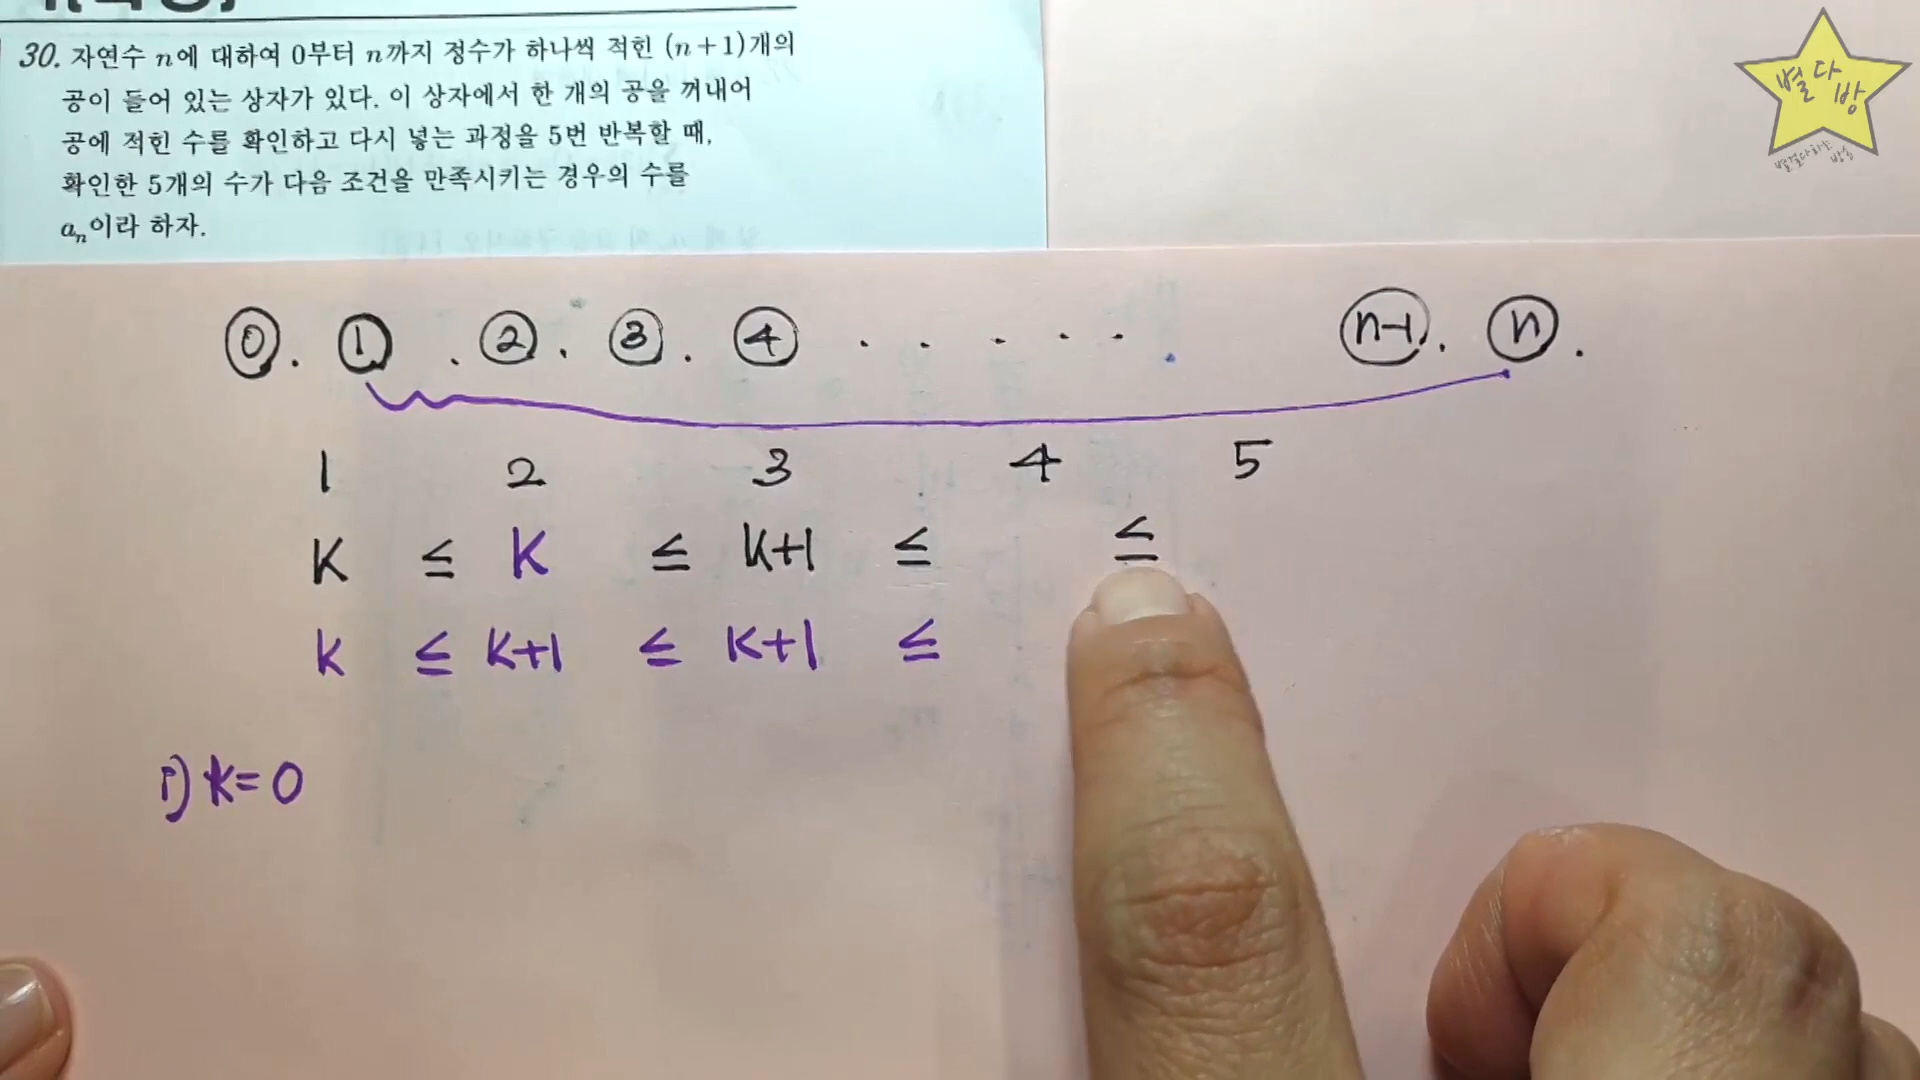 30. 자연수 n에 대하여 0부터 n까지 정수가 하나씩 적힌 (n+1)개의
공이 들어 있는 상자가 있다. 이 상자에서 한 개의 공을 꺼내어
공에 적힌 수를 확인하고 다시 넣는 과정을 5번 반복할 때,
확인한 5개의 수가 다음 조건을 만족시키는 경우의 수를
aₙ이라 하자.
별다방
⓪. ① . ②. ③. ④ . . . . . . (n-1). (n).
1 2 3 4 5
K ≤ K ≤ k+1 ≤ ≤
k ≤ k+1 ≤ k+1 ≤
i) k=0